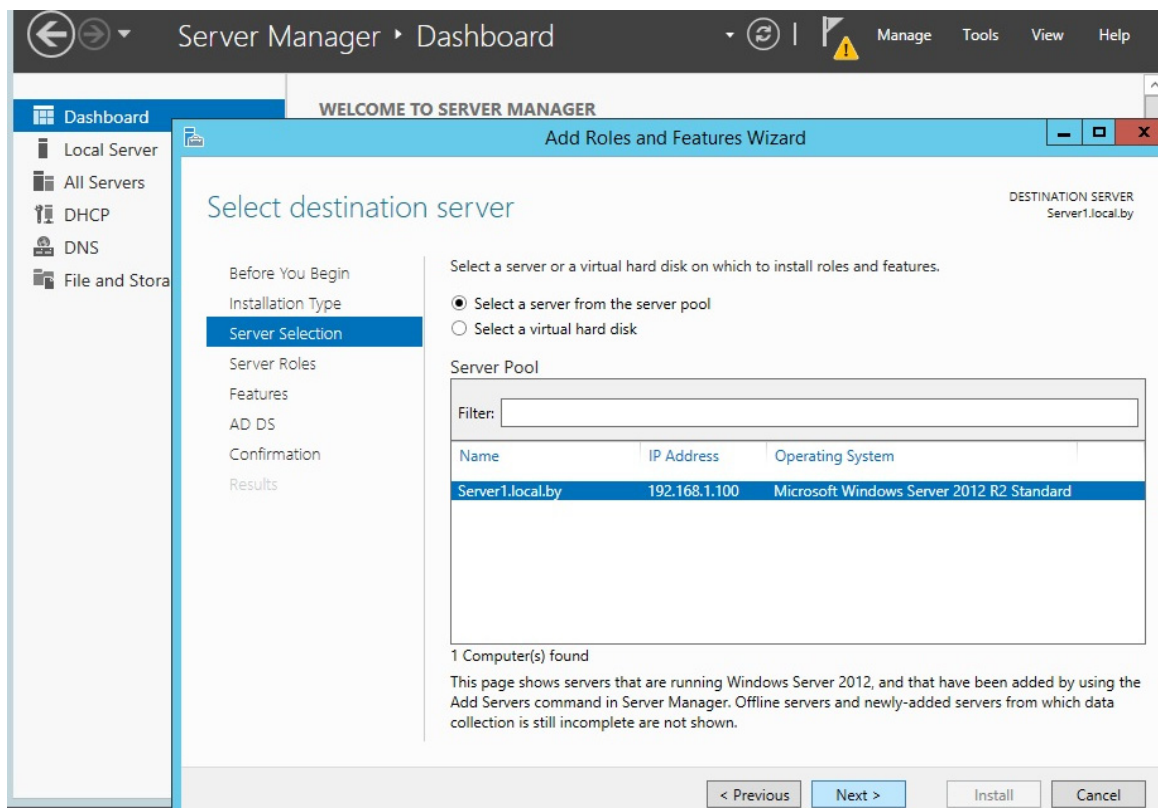 Server Manager ‣ Dashboard
Manage
Tools
View
Help
WELCOME TO SERVER MANAGER
Dashboard
Local Server
All Servers
DHCP
DNS
File and Stora
Add Roles and Features Wizard
Select destination server
DESTINATION SERVER
Server1.local.by
Before You Begin
Installation Type
Server Selection
Server Roles
Features
AD DS
Confirmation
Results
Select a server or a virtual hard disk on which to install roles and features.
Select a server from the server pool
Select a virtual hard disk
Server Pool
Filter:
Name IP Address Operating System
Server1.local.by 192.168.1.100 Microsoft Windows Server 2012 R2 Standard
1 Computer(s) found
This page shows servers that are running Windows Server 2012, and that have been added by using the
Add Servers command in Server Manager. Offline servers and newly-added servers from which data
collection is still incomplete are not shown.
< Previous
Next >
Install
Cancel